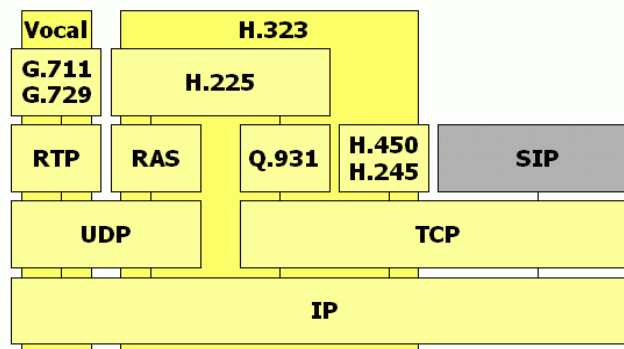 Vocal
H.323
G.711
G.729
H.225
RTP
RAS
Q.931
H.450
H.245
SIP
UDP
TCP
IP